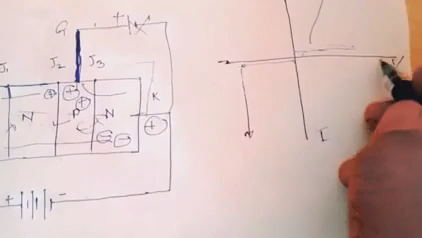 G
+
J1 J2 J3
+ +
+
N P N K
+
+ -
V
I